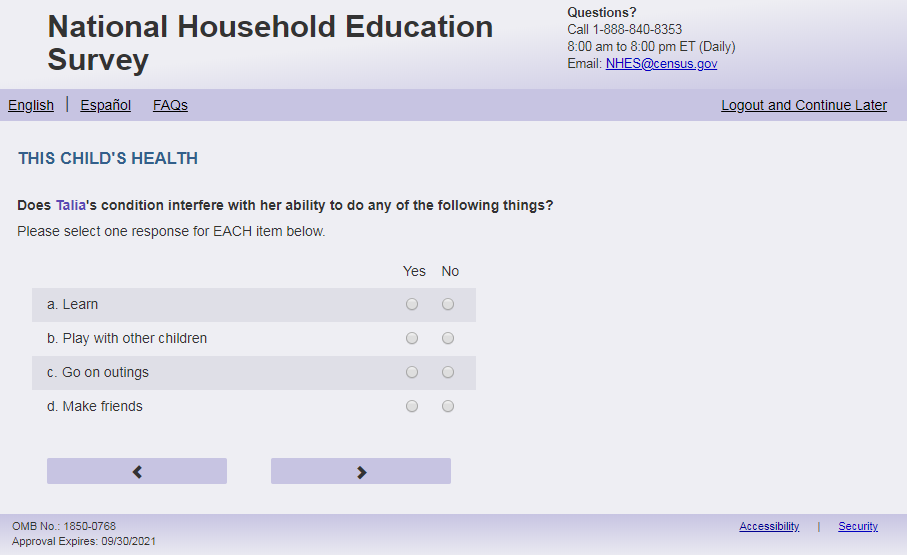 National Household Education
Survey
Questions?
Call 1-888-840-8353
8:00 am to 8:00 pm ET (Daily)
Email: NHES@census.gov
English | Español FAQs Logout and Continue Later
THIS CHILD'S HEALTH
Does Talia's condition interfere with her ability to do any of the following things?
Please select one response for EACH item below.
Yes No
a. Learn
b. Play with other children
c. Go on outings
d. Make friends
OMB No.: 1850-0768
Approval Expires: 09/30/2021
Accessibility | Security